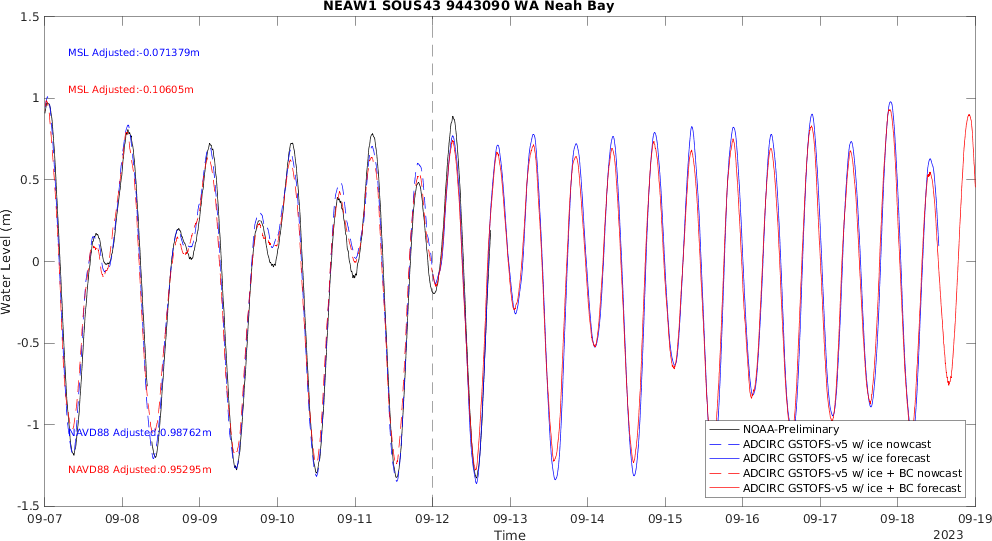 NEAW1 SOUS43 9443090 WA Neah Bay
1.5
1
0.5
0
-0.5
-1
-1.5
Water Level (m)
MSL Adjusted:-0.071379m
MSL Adjusted:-0.10605m
NAVD88 Adjusted:0.98762m
NAVD88 Adjusted:0.95295m
NOAA-Preliminary
ADCIRC GSTOFS-v5 w/ ice nowcast
ADCIRC GSTOFS-v5 w/ ice forecast
ADCIRC GSTOFS-v5 w/ ice + BC nowcast
ADCIRC GSTOFS-v5 w/ ice + BC forecast
09-07 09-08 09-09 09-10 09-11 09-12 09-13 09-14 09-15 09-16 09-17 09-18 09-19
Time
2023